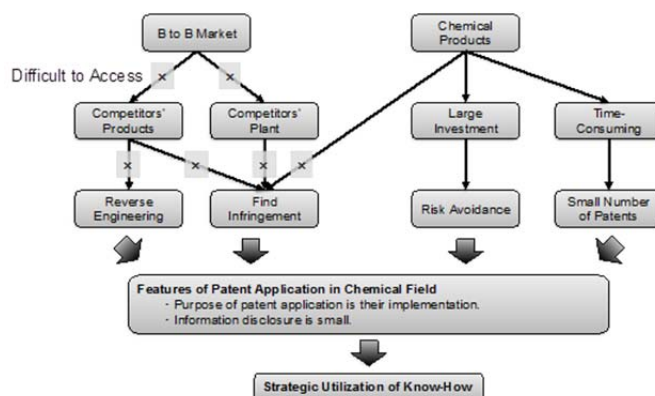 B to B Market
Chemical
Products
Difficult to Access
×
×
Competitors'
Products
Competitors'
Plant
Large
Investment
Time-
Consuming
×
×
×
×
Reverse
Engineering
Find
Infringement
Risk Avoidance
Small Number
of Patents
Features of Patent Application in Chemical Field
- Purpose of patent application is their implementation.
- Information disclosure is small.
Strategic Utilization of Know-How